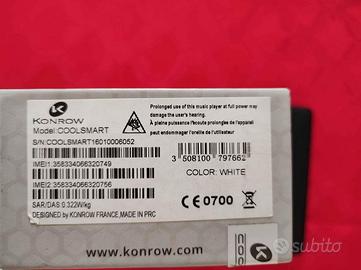 KONROW
Model:COOLSMART
S/N:COOLSMART16010006052
IMEI1:358334066320749
IMEI2:358334066320756
SAR/DAS:0.322W/kg
DESIGNED by KONROW FRANCE,MADE IN PRC
Prolonged use of this music player at full power may
damage the user's hearing.
A pleine puissance,l'écoute prolongée de l'appareil
peut endommager l'oreille de l'utilisateur
3 508100 797662
COLOR: WHITE
CE0700
www.konrow.com
subito